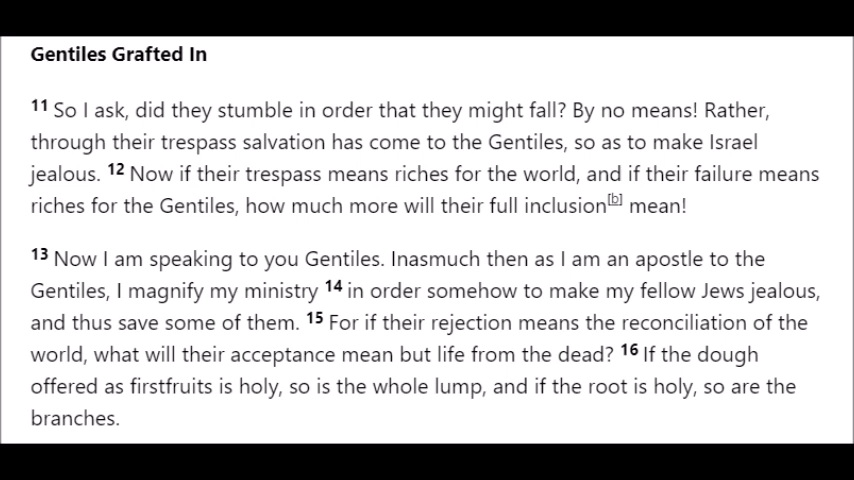 Gentiles Grafted In
11 So I ask, did they stumble in order that they might fall? By no means! Rather,
through their trespass salvation has come to the Gentiles, so as to make Israel
jealous. 12 Now if their trespass means riches for the world, and if their failure means
riches for the Gentiles, how much more will their full inclusion[b] mean!
13 Now I am speaking to you Gentiles. Inasmuch then as I am an apostle to the
Gentiles, I magnify my ministry 14 in order somehow to make my fellow Jews jealous,
and thus save some of them. 15 For if their rejection means the reconciliation of the
world, what will their acceptance mean but life from the dead? 16 If the dough
offered as firstfruits is holy, so is the whole lump, and if the root is holy, so are the
branches.